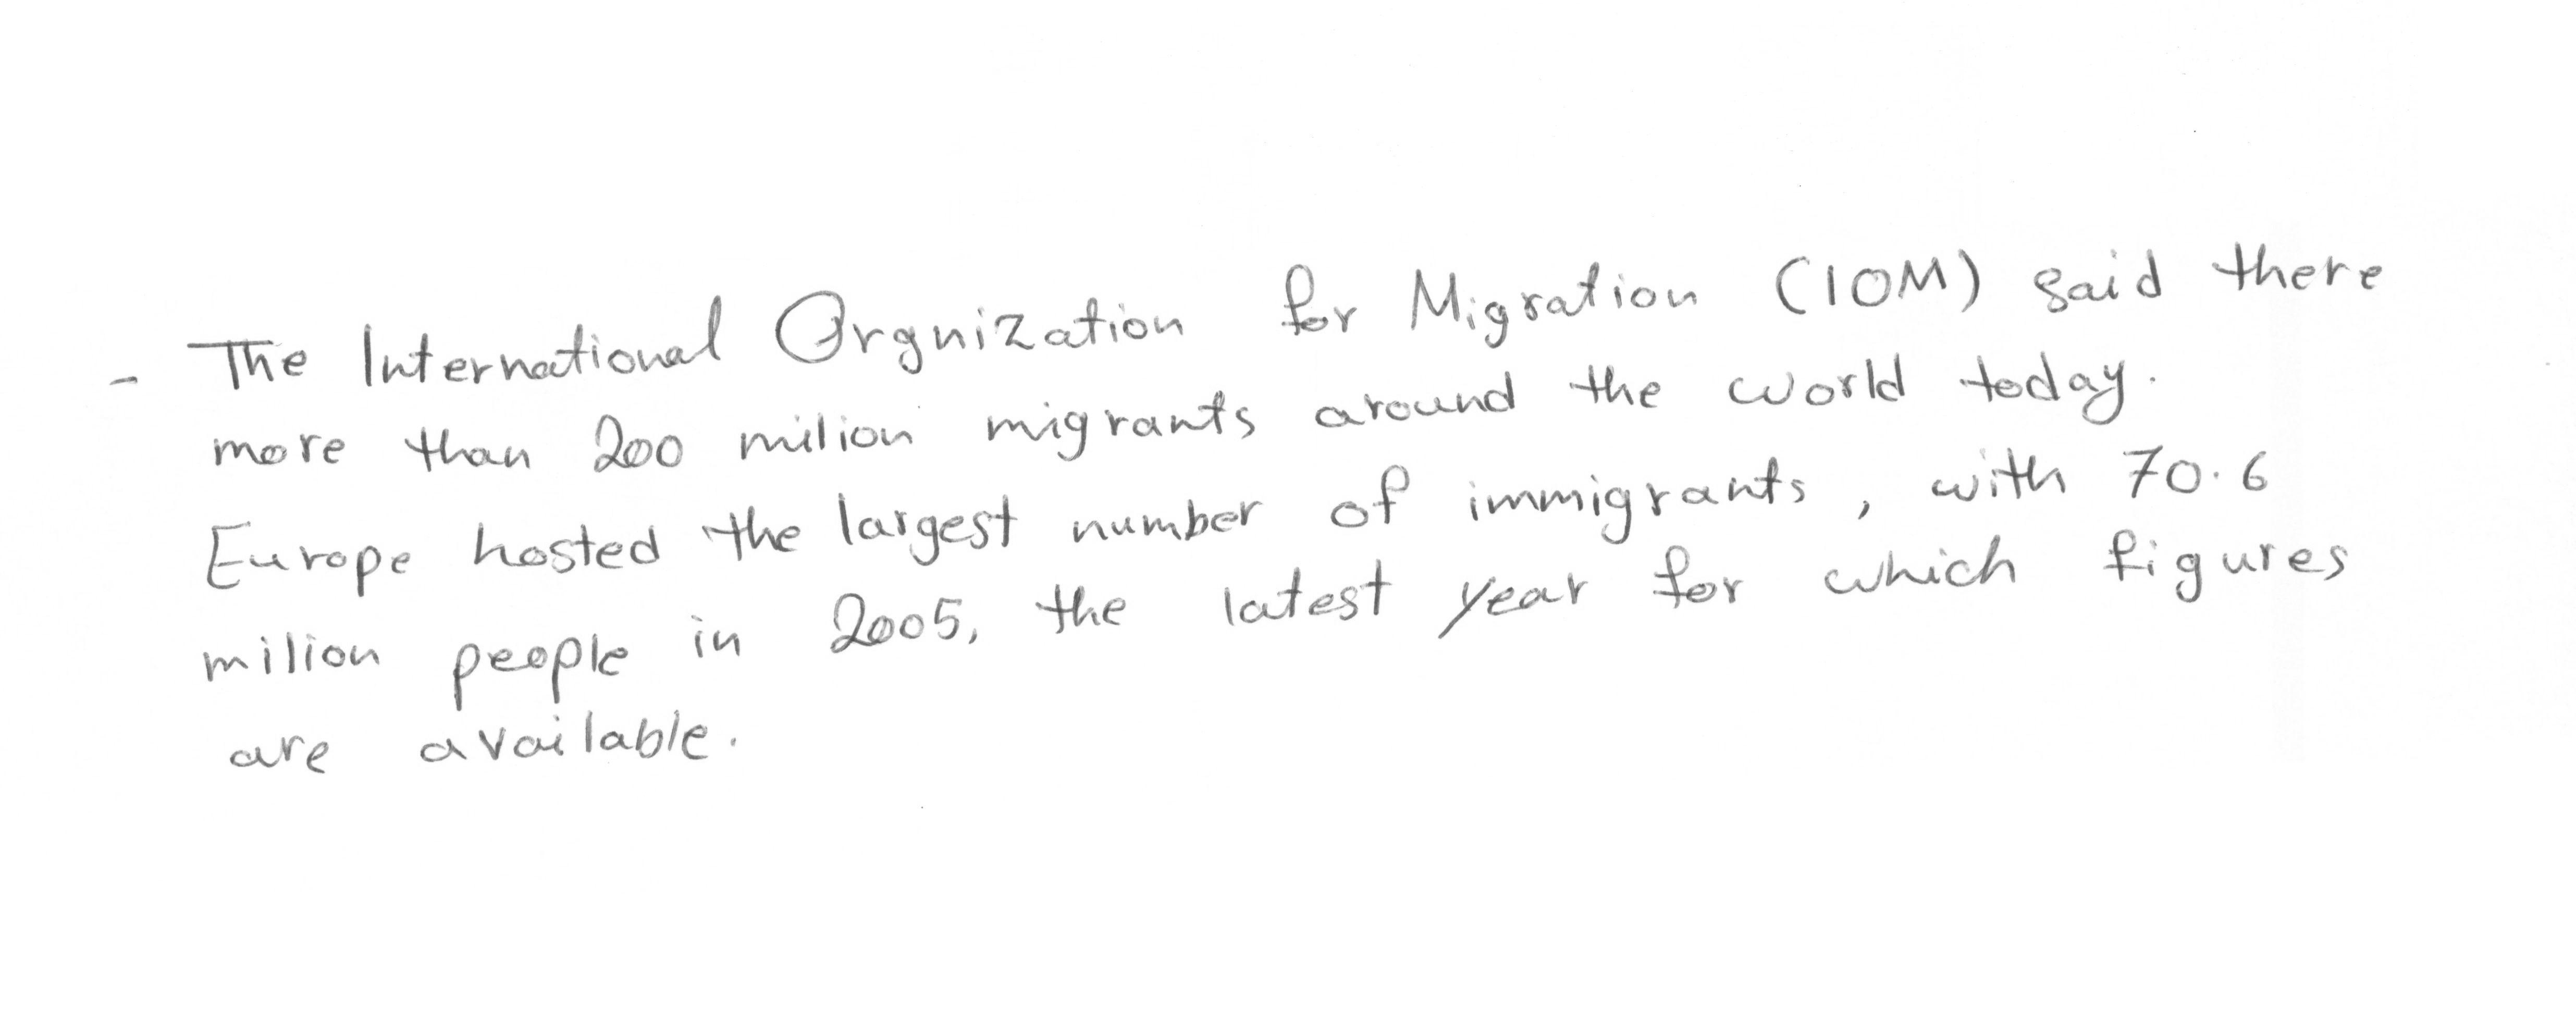 - The International Orgnization for Migration (IOM) said there
more than 200 milion migrants around the world today.
Europe hosted the largest number of immigrants, with 70.6
milion people in 2005, the latest year for which figures
are available.